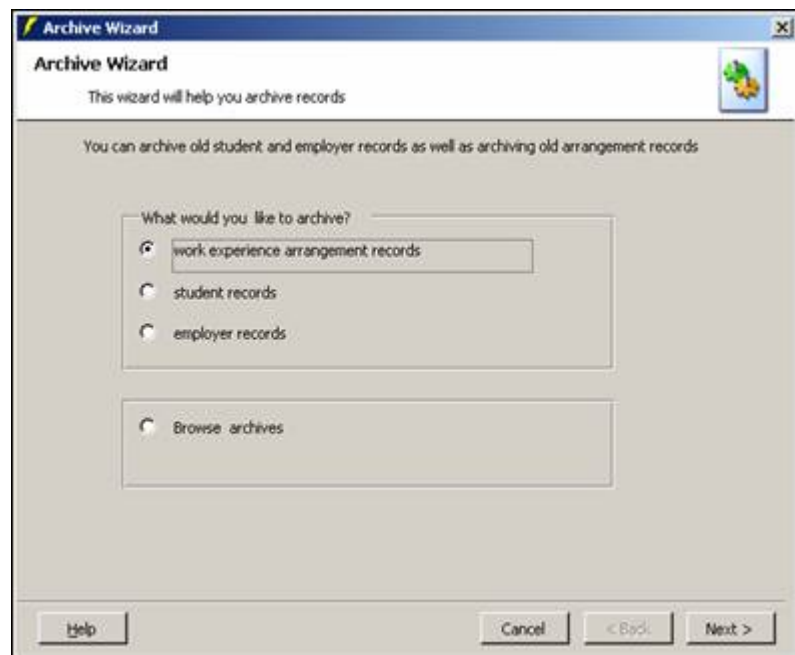 Archive Wizard
Archive Wizard
This wizard will help you archive records
You can archive old student and employer records as well as archiving old arrangement records
What would you like to archive?
work experience arrangement records
student records
employer records
Browse archives
Help
Cancel
< Back
Next >